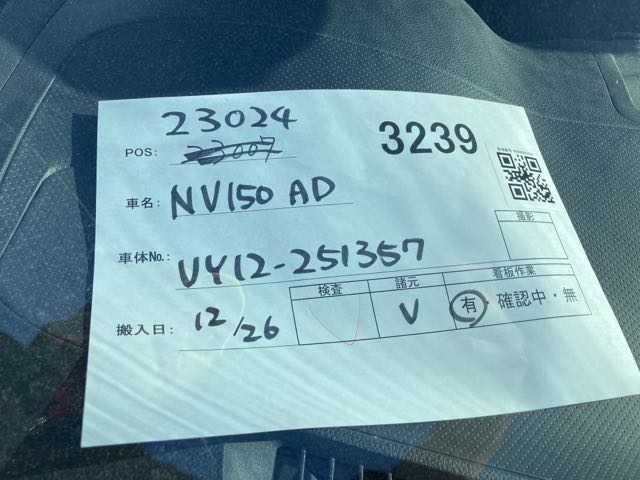 23024
3239
POS: 23007
車名: NV150 AD
撮影
車体No.: VY12-251357
検査 諸元 看板作業
搬入日: 12/26
V 有・確認中・無